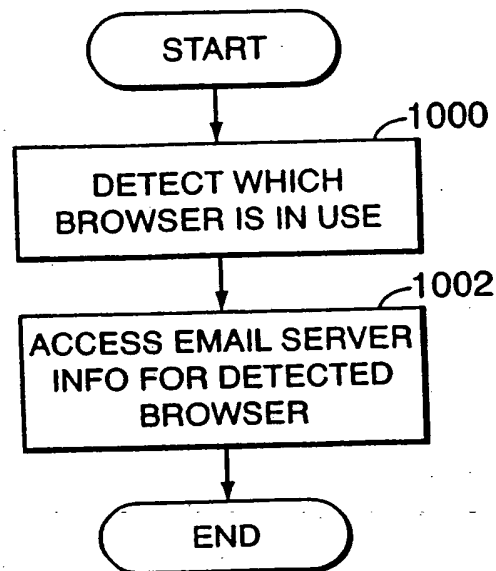 START
1000
DETECT WHICH
BROWSER IS IN USE
1002
ACCESS EMAIL SERVER
INFO FOR DETECTED
BROWSER
END